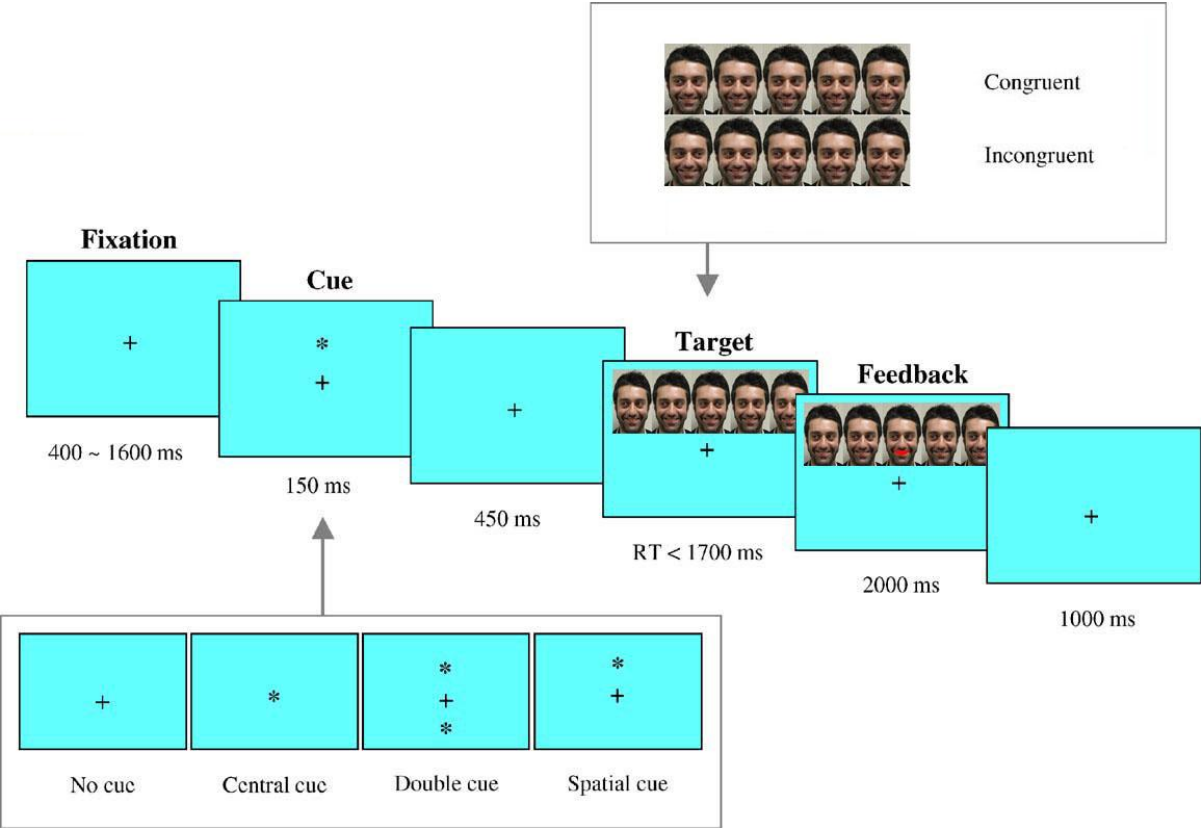 Congruent
Incongruent
Fixation
400 ~ 1600 ms
Cue
150 ms
450 ms
Target
RT < 1700 ms
Feedback
2000 ms
1000 ms
No cue
Central cue
Double cue
Spatial cue